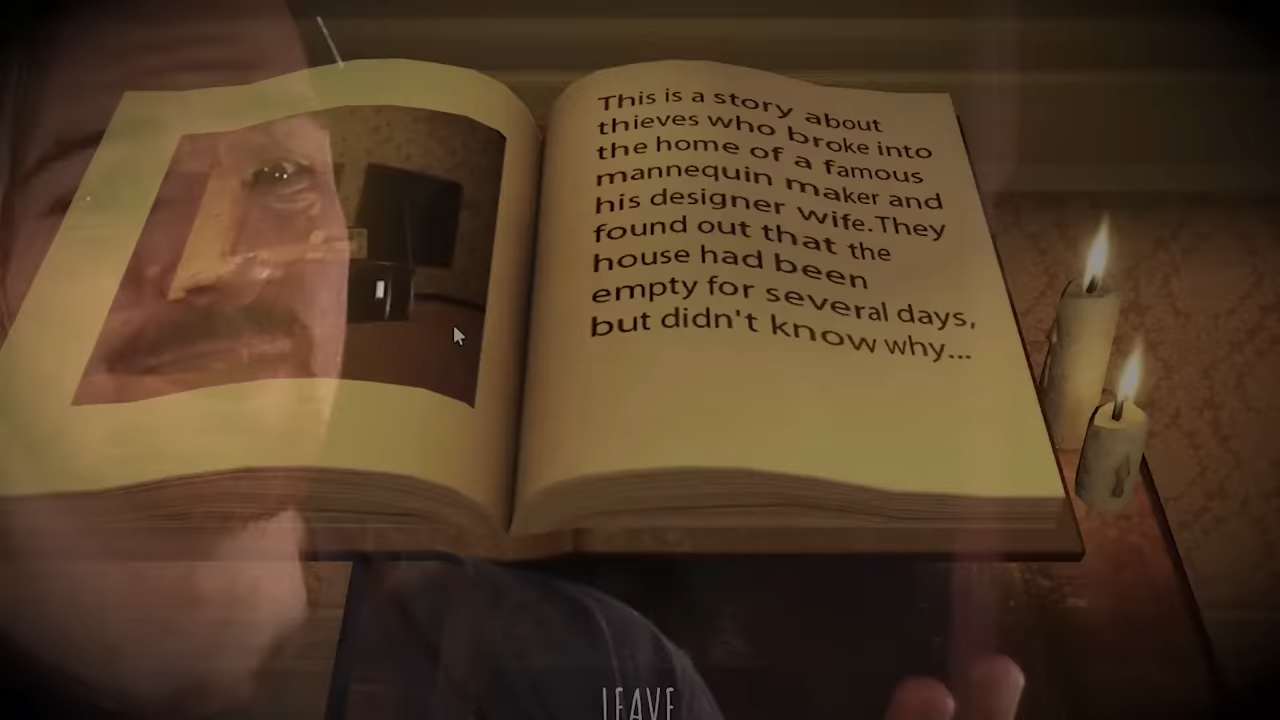 This is a story about
thieves who broke into
the home of a famous
mannequin maker and
his designer wife.They
found out that the
house had been
empty for several days,
but didn't know why...
LEAVE